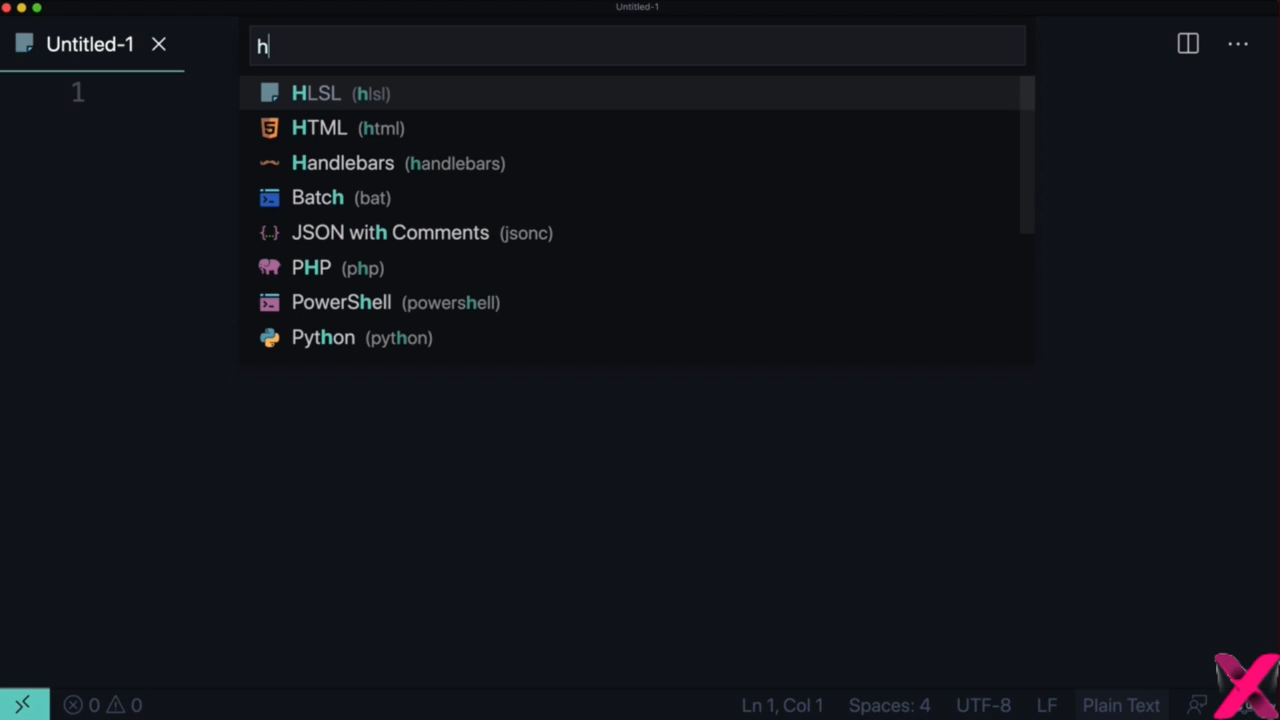 Untitled-1
Untitled-1
h
1
HLSL (hlsl)
HTML (html)
Handlebars (handlebars)
Batch (bat)
JSON with Comments (jsonc)
PHP (php)
PowerShell (powershell)
Python (python)
0 0 Ln 1, Col 1 Spaces: 4 UTF-8 LF Plain Text